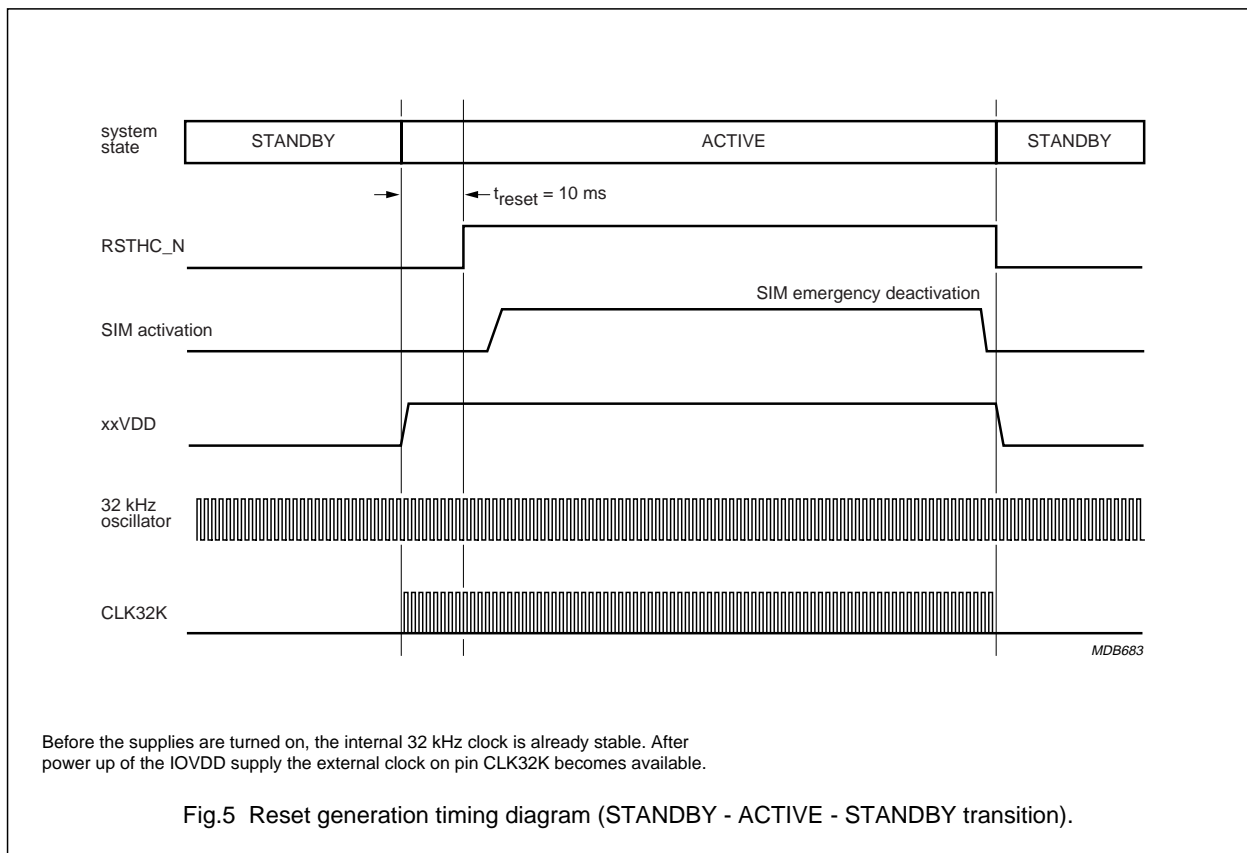 system
state
STANDBY
ACTIVE
STANDBY
treset = 10 ms
RSTHC_N
SIM emergency deactivation
SIM activation
xxVDD
32 kHz
oscillator
CLK32K
MDB683
Before the supplies are turned on, the internal 32 kHz clock is already stable. After
power up of the IOVDD supply the external clock on pin CLK32K becomes available.
Fig.5 Reset generation timing diagram (STANDBY - ACTIVE - STANDBY transition).